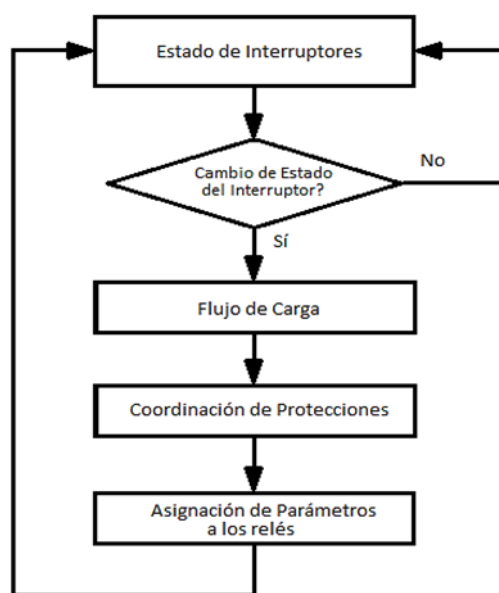 Estado de Interruptores
Cambio de Estado
del Interruptor?
No
Sí
Flujo de Carga
Coordinación de Protecciones
Asignación de Parámetros
a los relés